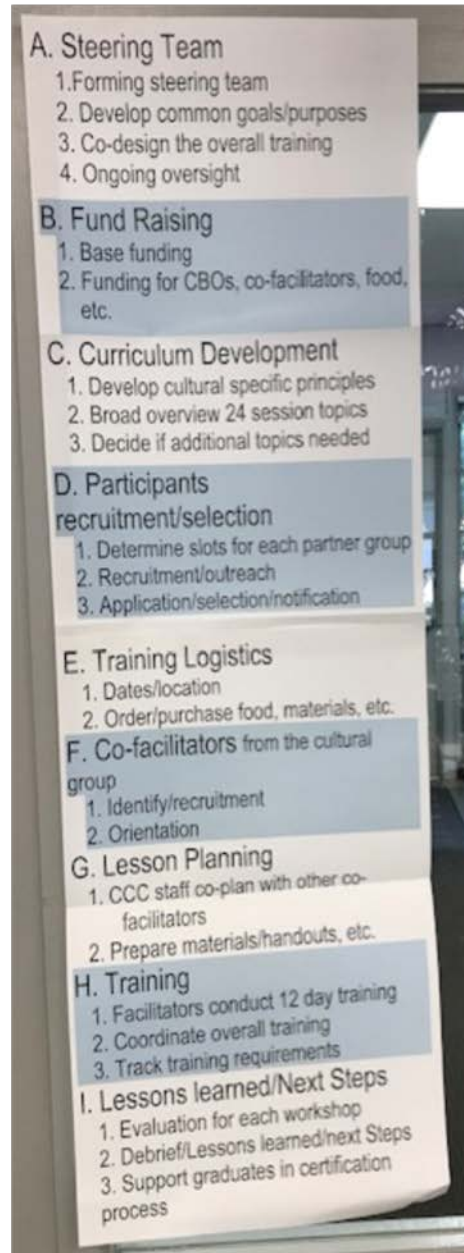 A. Steering Team
1.Forming steering team
2. Develop common goals/purposes
3. Co-design the overall training
4. Ongoing oversight
B. Fund Raising
1. Base funding
2. Funding for CBOs, co-facilitators, food,
etc.
C. Curriculum Development
1. Develop cultural specific principles
2. Broad overview 24 session topics
3. Decide if additional topics needed
D. Participants
recruitment/selection
1. Determine slots for each partner group
2. Recruitment/outreach
3. Application/selection/notification
E. Training Logistics
1. Dates/location
2. Order/purchase food, materials, etc.
F. Co-facilitators from the cultural
group
1. Identify/recruitment
2. Orientation
G. Lesson Planning
1. CCC staff co-plan with other co-
facilitators
2. Prepare materials/handouts, etc.
H. Training
1. Facilitators conduct 12 day training
2. Coordinate overall training
3. Track training requirements
I. Lessons learned/Next Steps
1. Evaluation for each workshop
2. Debrief/Lessons learned/next Steps
3. Support graduates in certification
process